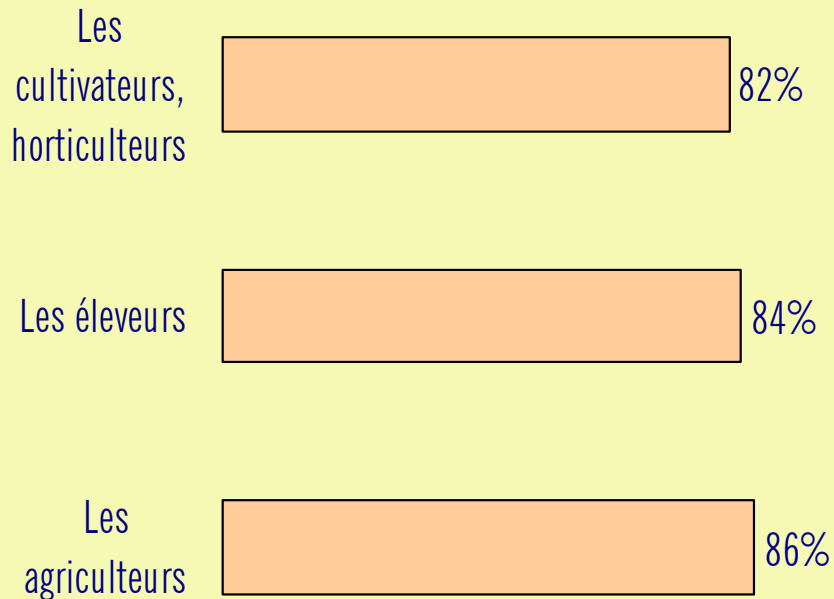 Les
cultivateurs,
horticulteurs
82%
Les éleveurs
84%
Les
agriculteurs
86%